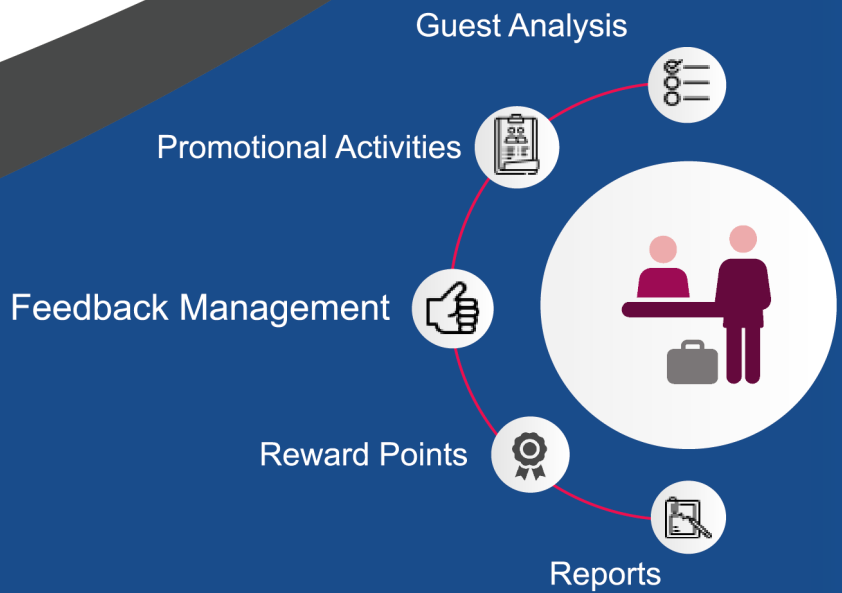 Guest Analysis
Promotional Activities
Feedback Management
Reward Points
Reports